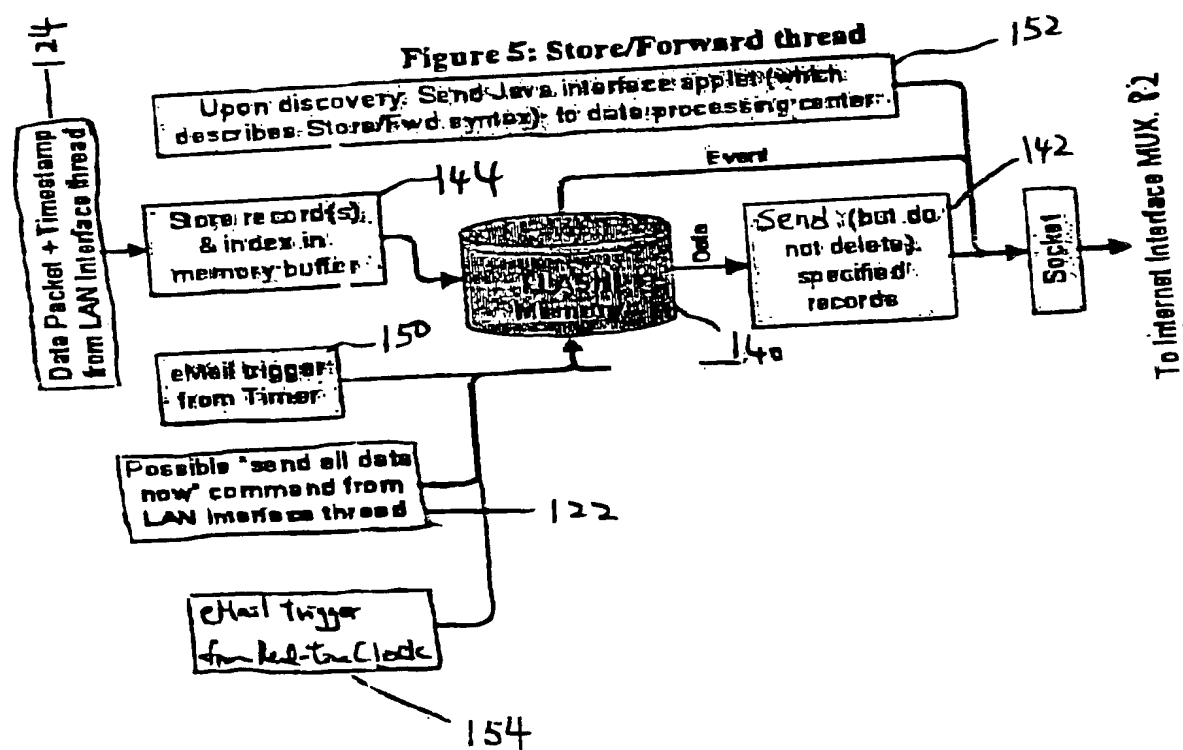 124
Figure 5: Store/Forward thread
152
Upon discovery: Send Java interface applet (which
describes Store/Fwd syntax) to data processing center.
Data Packet + Timestamp
from LAN Interface thread
144
Store record(s)
& index in
memory buffer
Event
FLASH
Memory
Data
142
Send (but do
not delete)
specified
records
Socket
To Internet Interface MUX, P.2
140
150
eMail trigger
from Timer
Possible "send all data
now" command from
LAN Interface thread
122
eMail trigger
from Real-time Clock
154